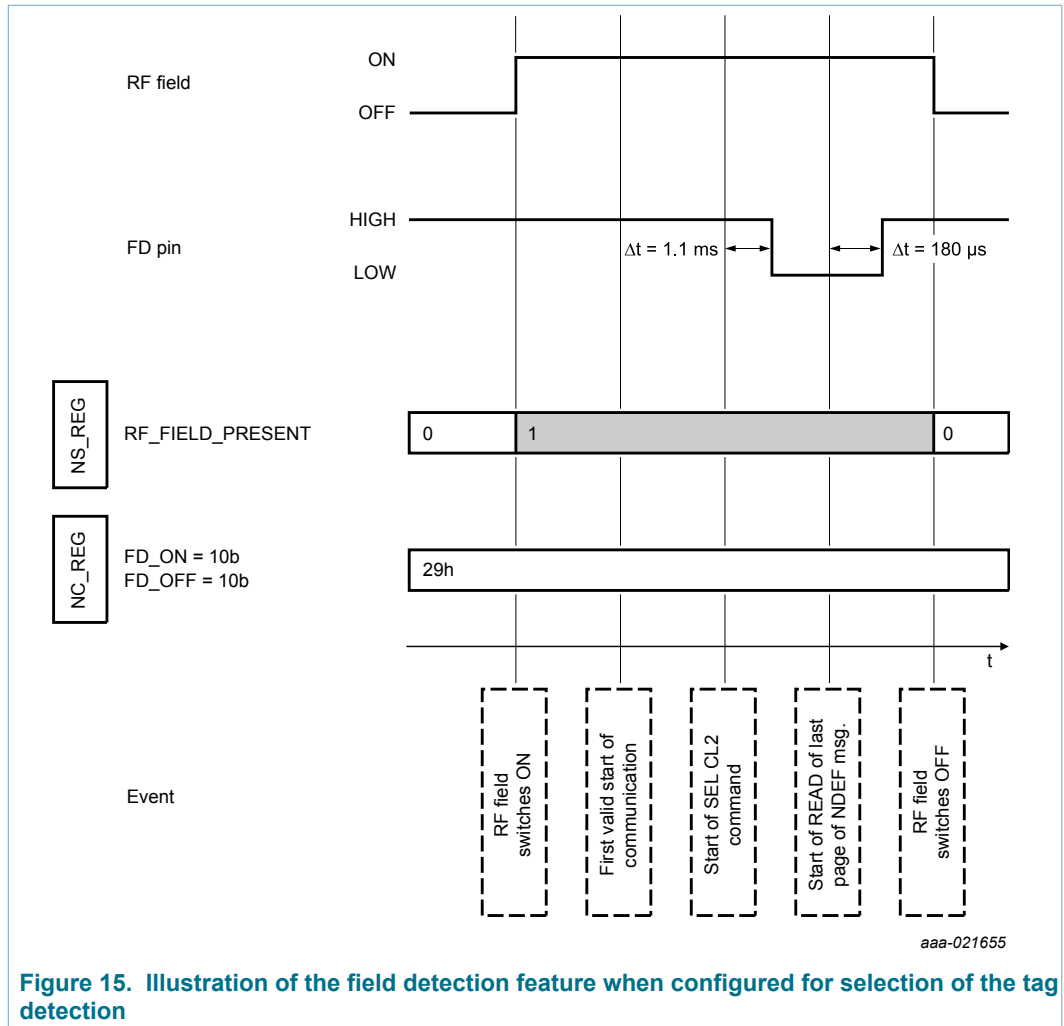 RF field
ON
OFF
FD pin
HIGH
LOW
Δt = 1.1 ms
Δt = 180 µs
NS_REG
RF_FIELD_PRESENT
0
1
0
NC_REG
FD_ON = 10b
FD_OFF = 10b
29h
t
Event
RF field
switches ON
First valid start of
communication
Start of SEL CL2
command
Start of READ of last
page of NDEF msg.
RF field
switches OFF
aaa-021655
Figure 15. Illustration of the field detection feature when configured for selection of the tag
detection